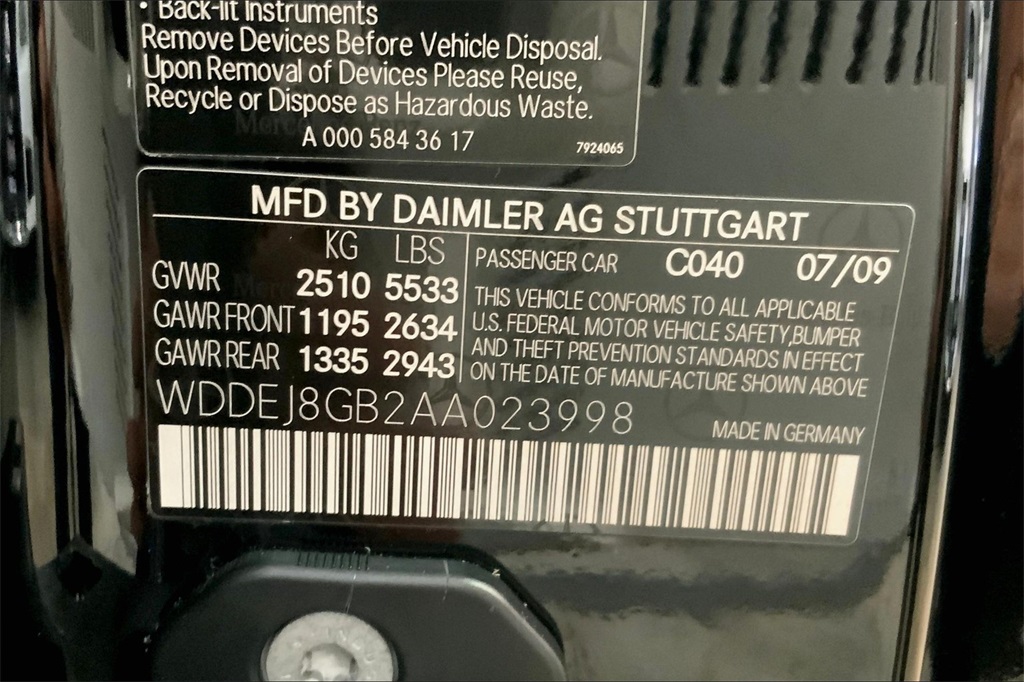 • Back-lit Instruments
Remove Devices Before Vehicle Disposal.
Upon Removal of Devices Please Reuse,
Recycle or Dispose as Hazardous Waste.
A 000 584 36 17
7924065
MFD BY DAIMLER AG STUTTGART
KG LBS
GVWR 2510 5533
GAWR FRONT 1195 2634
GAWR REAR 1335 2943
PASSENGER CAR C040 07/09
THIS VEHICLE CONFORMS TO ALL APPLICABLE
U.S. FEDERAL MOTOR VEHICLE SAFETY,BUMPER
AND THEFT PREVENTION STANDARDS IN EFFECT
ON THE DATE OF MANUFACTURE SHOWN ABOVE
WDDEJ8GB2AA023998
MADE IN GERMANY